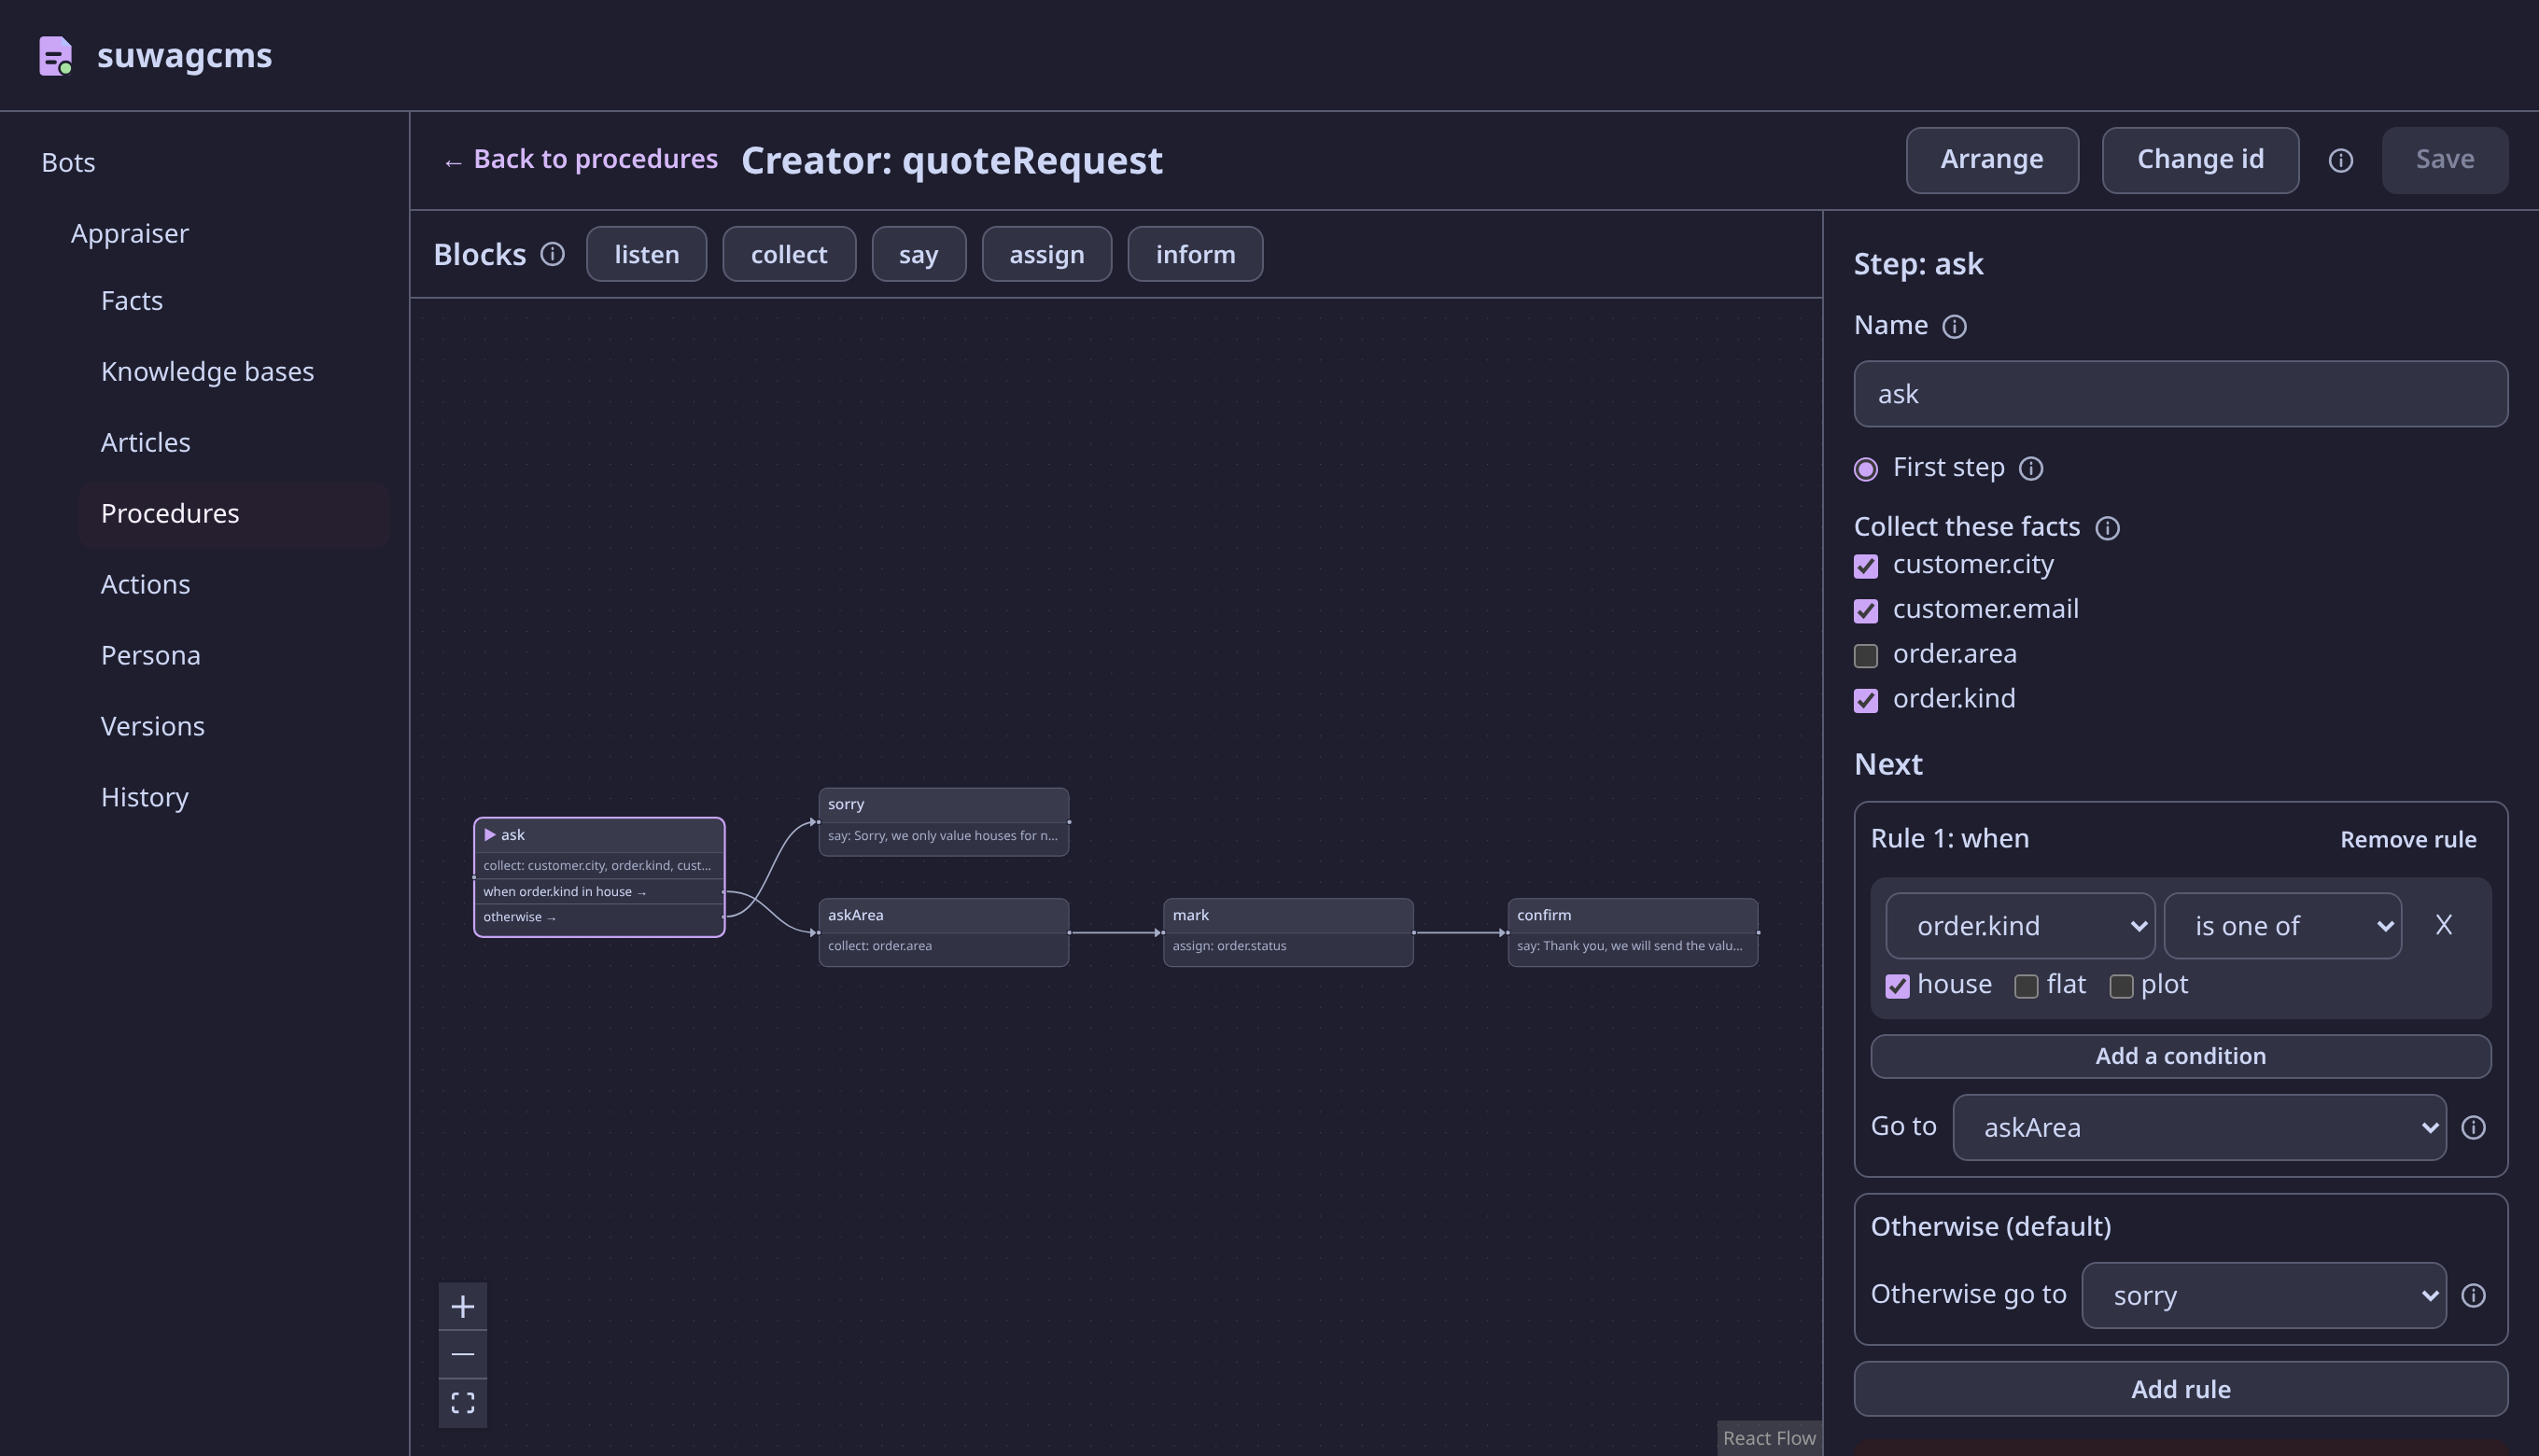 suwagcms
Bots
Appraiser
Facts
Knowledge bases
Articles
Procedures
Actions
Persona
Versions
History
← Back to procedures Creator: quoteRequest
Arrange Change id Save
Blocks listen collect say assign inform
ask
collect: customer.city, order.kind, cust...
when order.kind in house →
otherwise →
sorry
say: Sorry, we only value houses for n...
askArea
collect: order.area
mark
assign: order.status
confirm
say: Thank you, we will send the valu...
React Flow
Step: ask
Name
ask
First step
Collect these facts
customer.city
customer.email
order.area
order.kind
Next
Rule 1: when Remove rule
order.kind is one of X
house flat plot
Add a condition
Go to askArea
Otherwise (default)
Otherwise go to sorry
Add rule